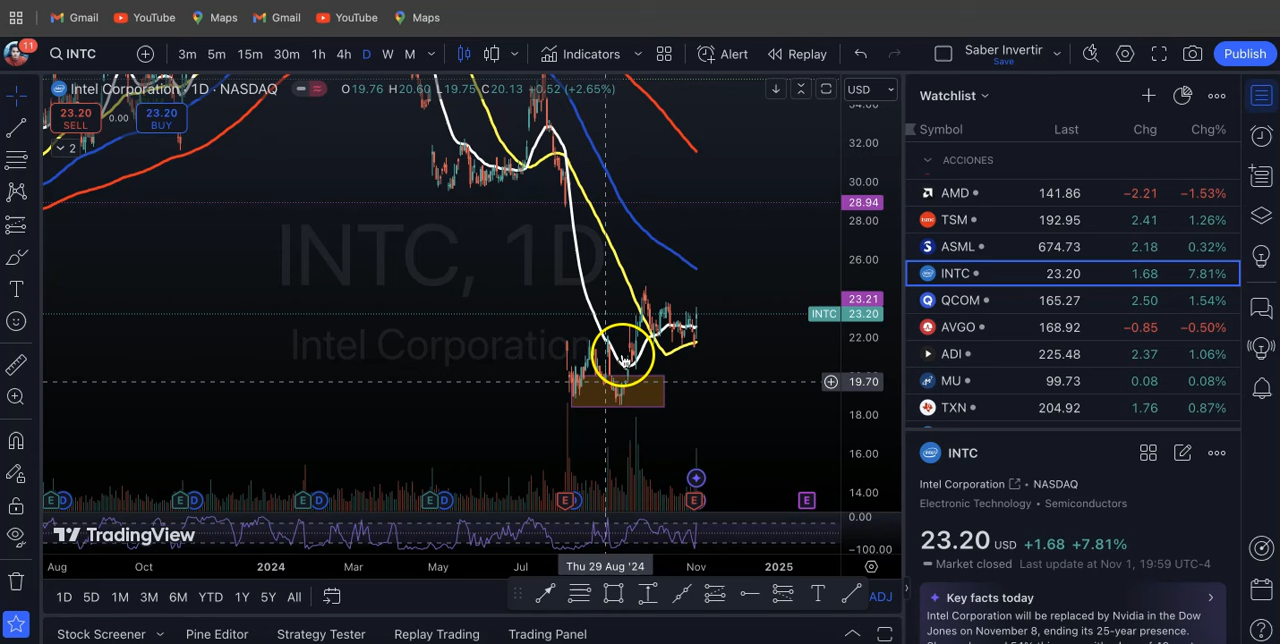 Gmail YouTube Maps Gmail YouTube Maps
11 INTC 3m 5m 15m 30m 1h 4h D W M Indicators Alert Replay Saber Invertir Save Publish
Intel Corporation · 1D · NASDAQ O19.76 H20.60 L19.75 C20.13 +0.52 (+2.65%)
USD
23.20 SELL 0.00 23.20 BUY
2
34.00
32.00
30.00
28.94
28.00
26.00
23.21
INTC 23.20
22.00
19.70
18.00
16.00
14.00
0.00
−100.00
INTC, 1D
Intel Corporation
E D E D E D E D E D E E
TradingView
Aug Oct 2024 Mar May Jul Thu 29 Aug '24 Nov 2025
1D 5D 1M 3M 6M YTD 1Y 5Y All ADJ
Stock Screener Pine Editor Strategy Tester Replay Trading Trading Panel
Watchlist
Symbol Last Chg Chg%
ACCIONES
AMD 141.86 −2.21 −1.53%
TSM 192.95 2.41 1.26%
ASML 674.73 2.18 0.32%
INTC 23.20 1.68 7.81%
QCOM 165.27 2.50 1.54%
AVGO 168.92 −0.85 −0.50%
ADI 225.48 2.37 1.06%
MU 99.73 0.08 0.08%
TXN 204.92 1.76 0.87%
INTC
Intel Corporation • NASDAQ
Electronic Technology • Semiconductors
23.20 USD +1.68 +7.81%
Market closed Last update at Nov 1, 19:59 UTC-4
Key facts today
Intel Corporation will be replaced by Nvidia in the Dow